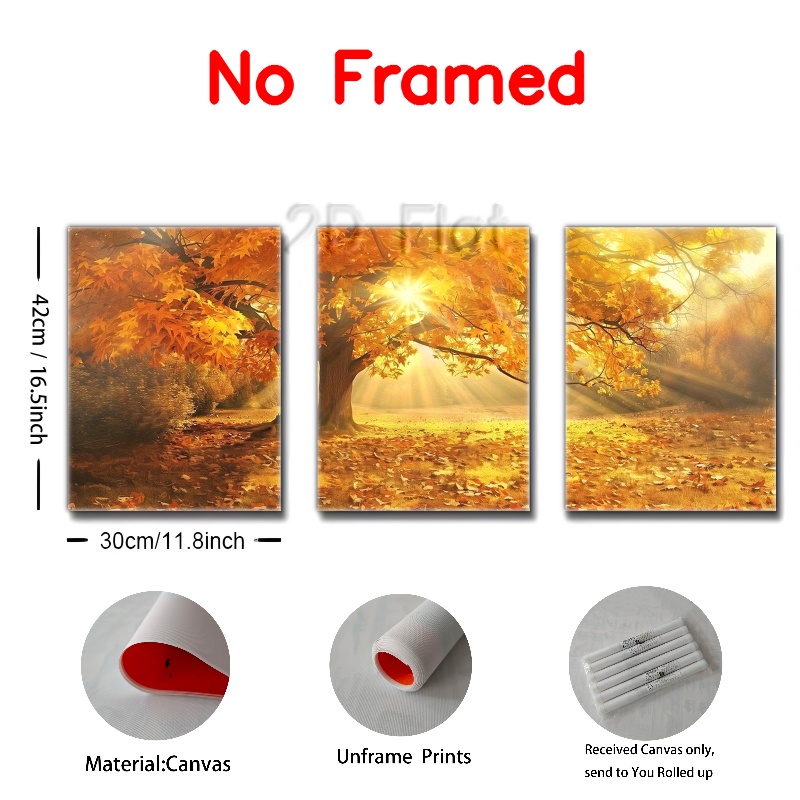 No Framed
2D Flat
42cm / 16.5inch
30cm/11.8inch
Material:Canvas
Unframe Prints
Received Canvas only,
send to You Rolled up